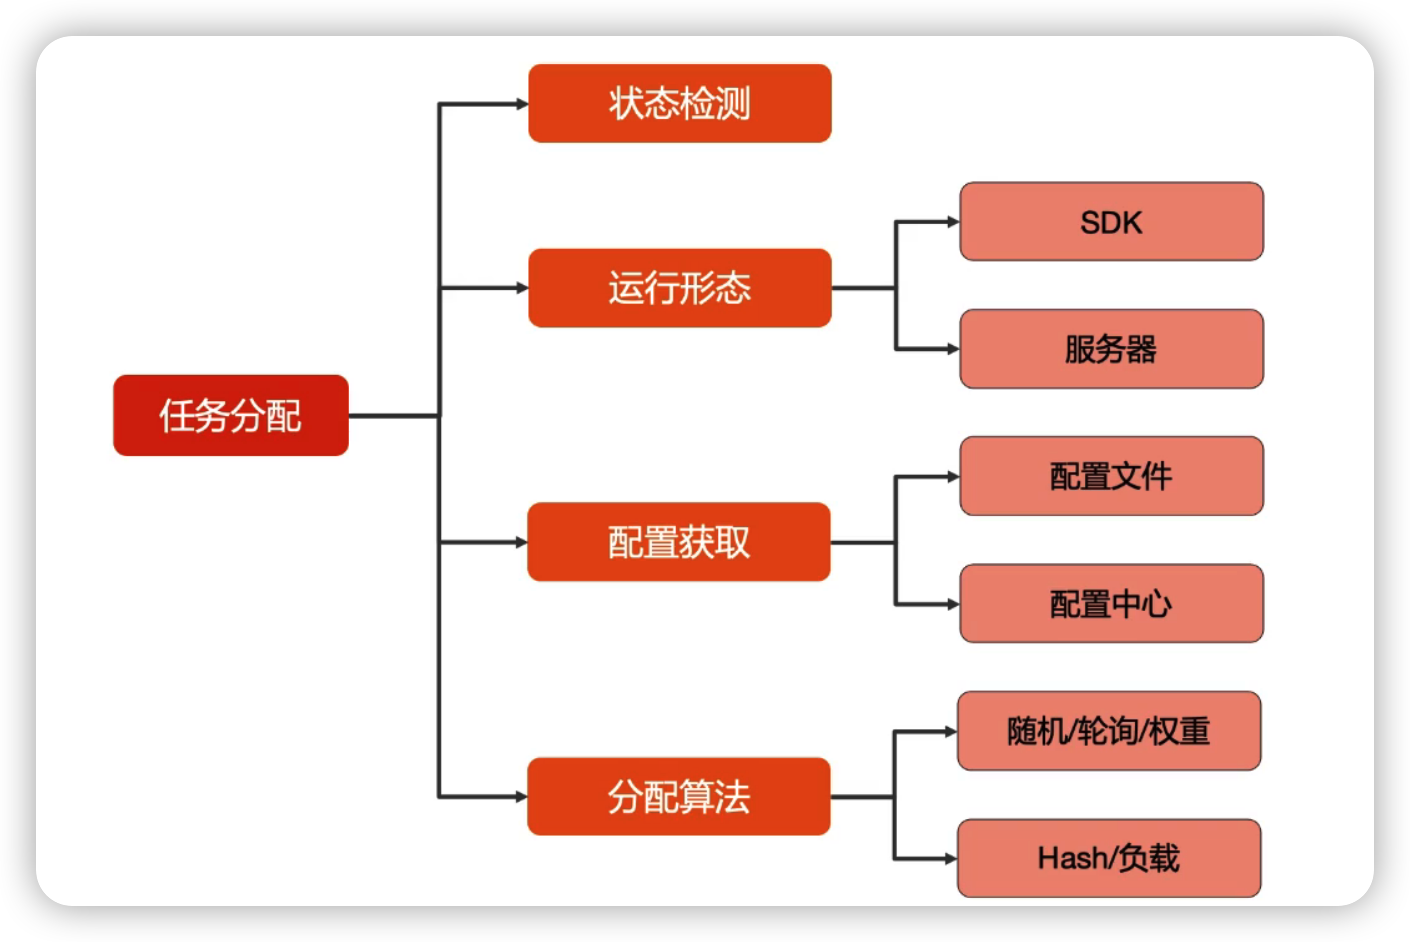 任务分配
状态检测
运行形态
SDK
服务器
配置获取
配置文件
配置中心
分配算法
随机/轮询/权重
Hash/负载